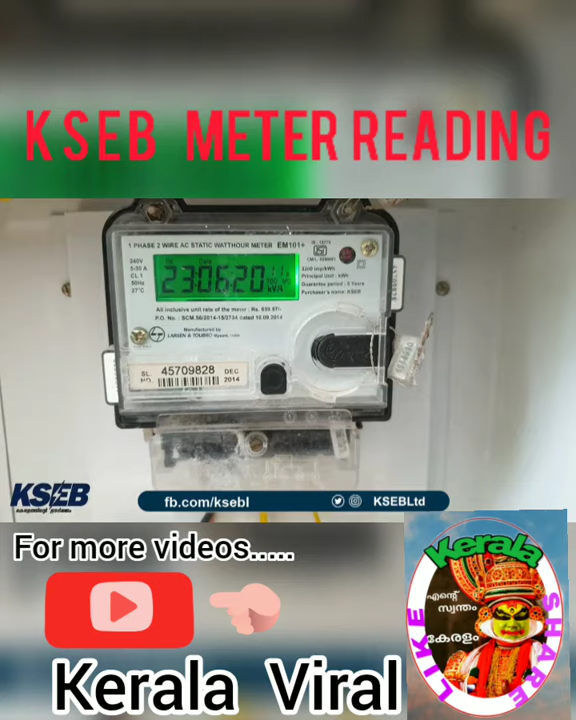 KSEB METER READING
1 PHASE 2 WIRE AC STATIC WATTHOUR METER EM101+
240V
5-30 A
CL 1
50Hz
27°C
Date
230620
3200 imp/kWh
Principal Unit : kWh
Guarantee period : 5 Years
Purchaser's name: KSEB
All inclusive unit rate of the meter : Rs.
P.O. No. : SCM.56/2014-15/2734 dated 10.09.2014
Manufactured by
LARSEN & TOUBRO Mysore, India
SL. NO. 45709828 DEC 2014
KSEB
fb.com/ksebl
KSEBLtd
For more videos.....
Kerala Viral
Kerala
എന്റെ
സ്വന്തം
കേരളം
LIKE
SHARE